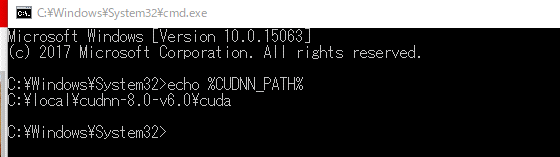 C:¥Windows¥System32¥cmd.exe
Microsoft Windows [Version 10.0.15063]
(c) 2017 Microsoft Corporation. All rights reserved.
C:¥Windows¥System32>echo %CUDNN_PATH%
C:¥local¥cudnn-8.0-v6.0¥cuda
C:¥Windows¥System32>